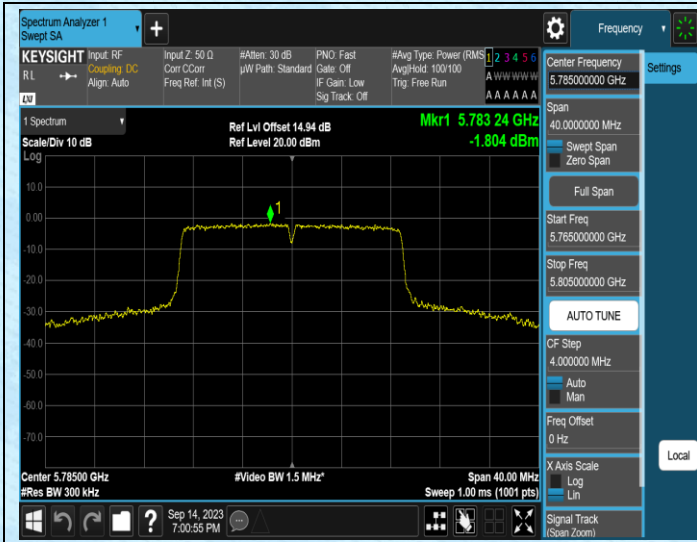 Spectrum Analyzer 1
Swept SA
+
Frequency
KEYSIGHT
RL
LXI
Input: RF
Coupling: DC
Align: Auto
Input Z: 50 Ω
Corr CCorr
Freq Ref: Int (S)
#Atten: 30 dB
µW Path: Standard
PNO: Fast
Gate: Off
IF Gain: Low
Sig Track: Off
#Avg Type: Power (RMS
Avg|Hold: 100/100
Trig: Free Run
1 2 3 4 5 6
A W W W W W
A A A A A A
1 Spectrum
Scale/Div 10 dB
Log
Ref Lvl Offset 14.94 dB
Ref Level 20.00 dBm
Mkr1 5.783 24 GHz
-1.804 dBm
1
10.0
0.00
-10.0
-20.0
-30.0
-40.0
-50.0
-60.0
-70.0
Center 5.78500 GHz
#Res BW 300 kHz
#Video BW 1.5 MHz*
Span 40.00 MHz
Sweep 1.00 ms (1001 pts)
Sep 14, 2023
7:00:55 PM
?
Center Frequency
5.785000000 GHz
Span
40.0000000 MHz
Swept Span
Zero Span
Full Span
Start Freq
5.765000000 GHz
Stop Freq
5.805000000 GHz
AUTO TUNE
CF Step
4.000000 MHz
Auto
Man
Freq Offset
0 Hz
X Axis Scale
Log
Lin
Signal Track
(Span Zoom)
Settings
Local